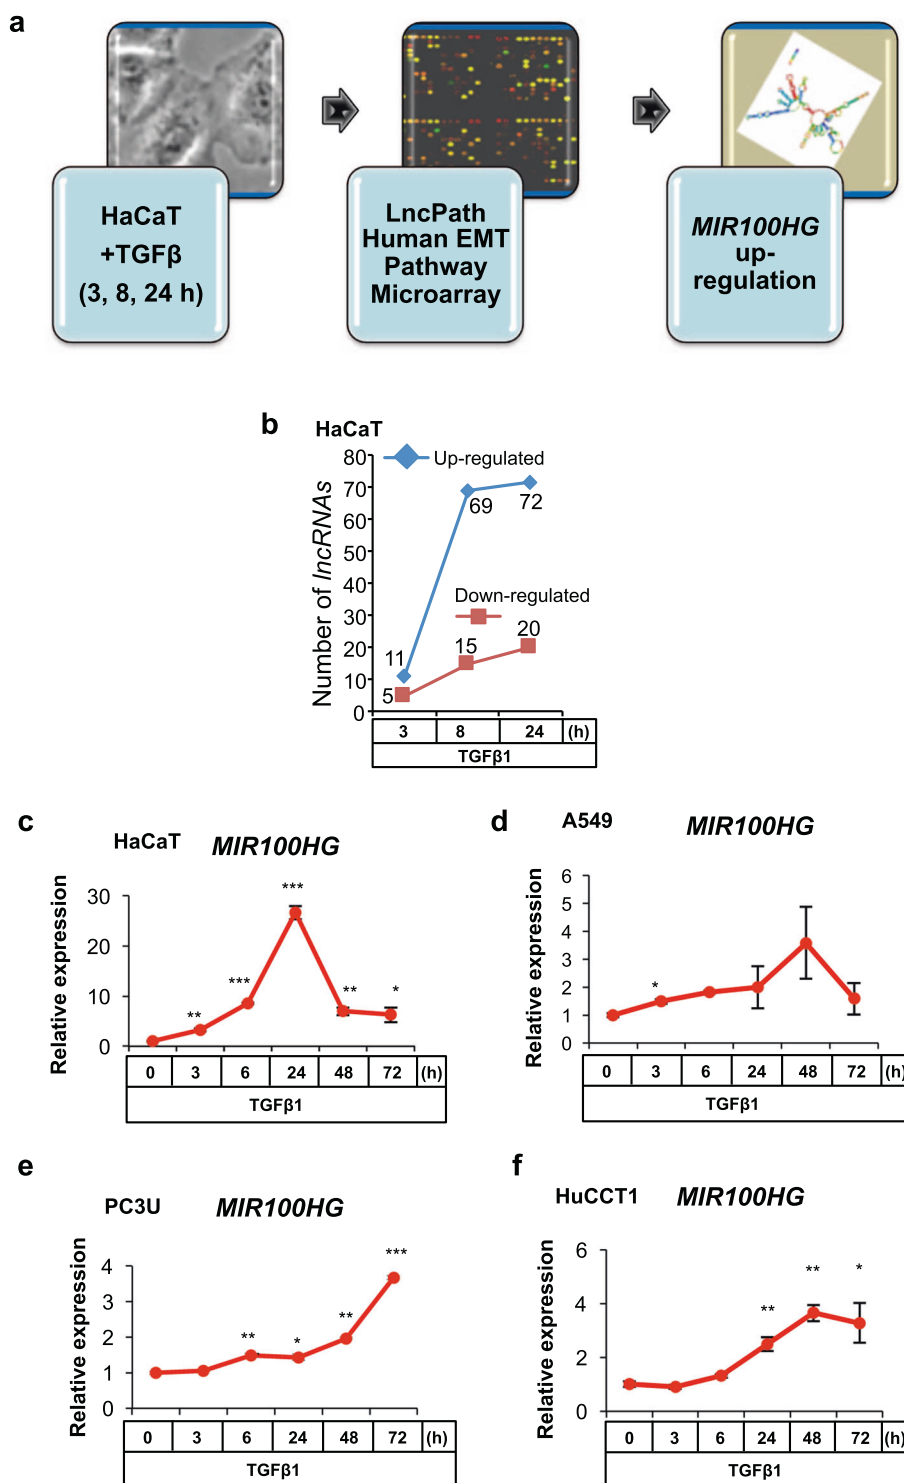 a
HaCaT
+TGFβ
(3, 8, 24 h)
LncPath
Human EMT
Pathway
Microarray
MIR100HG
up-
regulation
b
HaCaT
Number of lncRNAs
80
70
60
50
40
30
20
10
0
Up-regulated
69
72
Down-regulated
11
15
20
5
3 8 24 (h)
TGFβ1
c
HaCaT MIR100HG
Relative expression
30
20
10
0
** *** *** ** *
0 3 6 24 48 72 (h)
TGFβ1
d
A549 MIR100HG
Relative expression
6
5
4
3
2
1
0
*
0 3 6 24 48 72 (h)
TGFβ1
e
PC3U MIR100HG
Relative expression
4
3
2
1
0
** * ** ***
0 3 6 24 48 72 (h)
TGFβ1
f
HuCCT1 MIR100HG
Relative expression
6
4
2
0
** ** *
0 3 6 24 48 72 (h)
TGFβ1